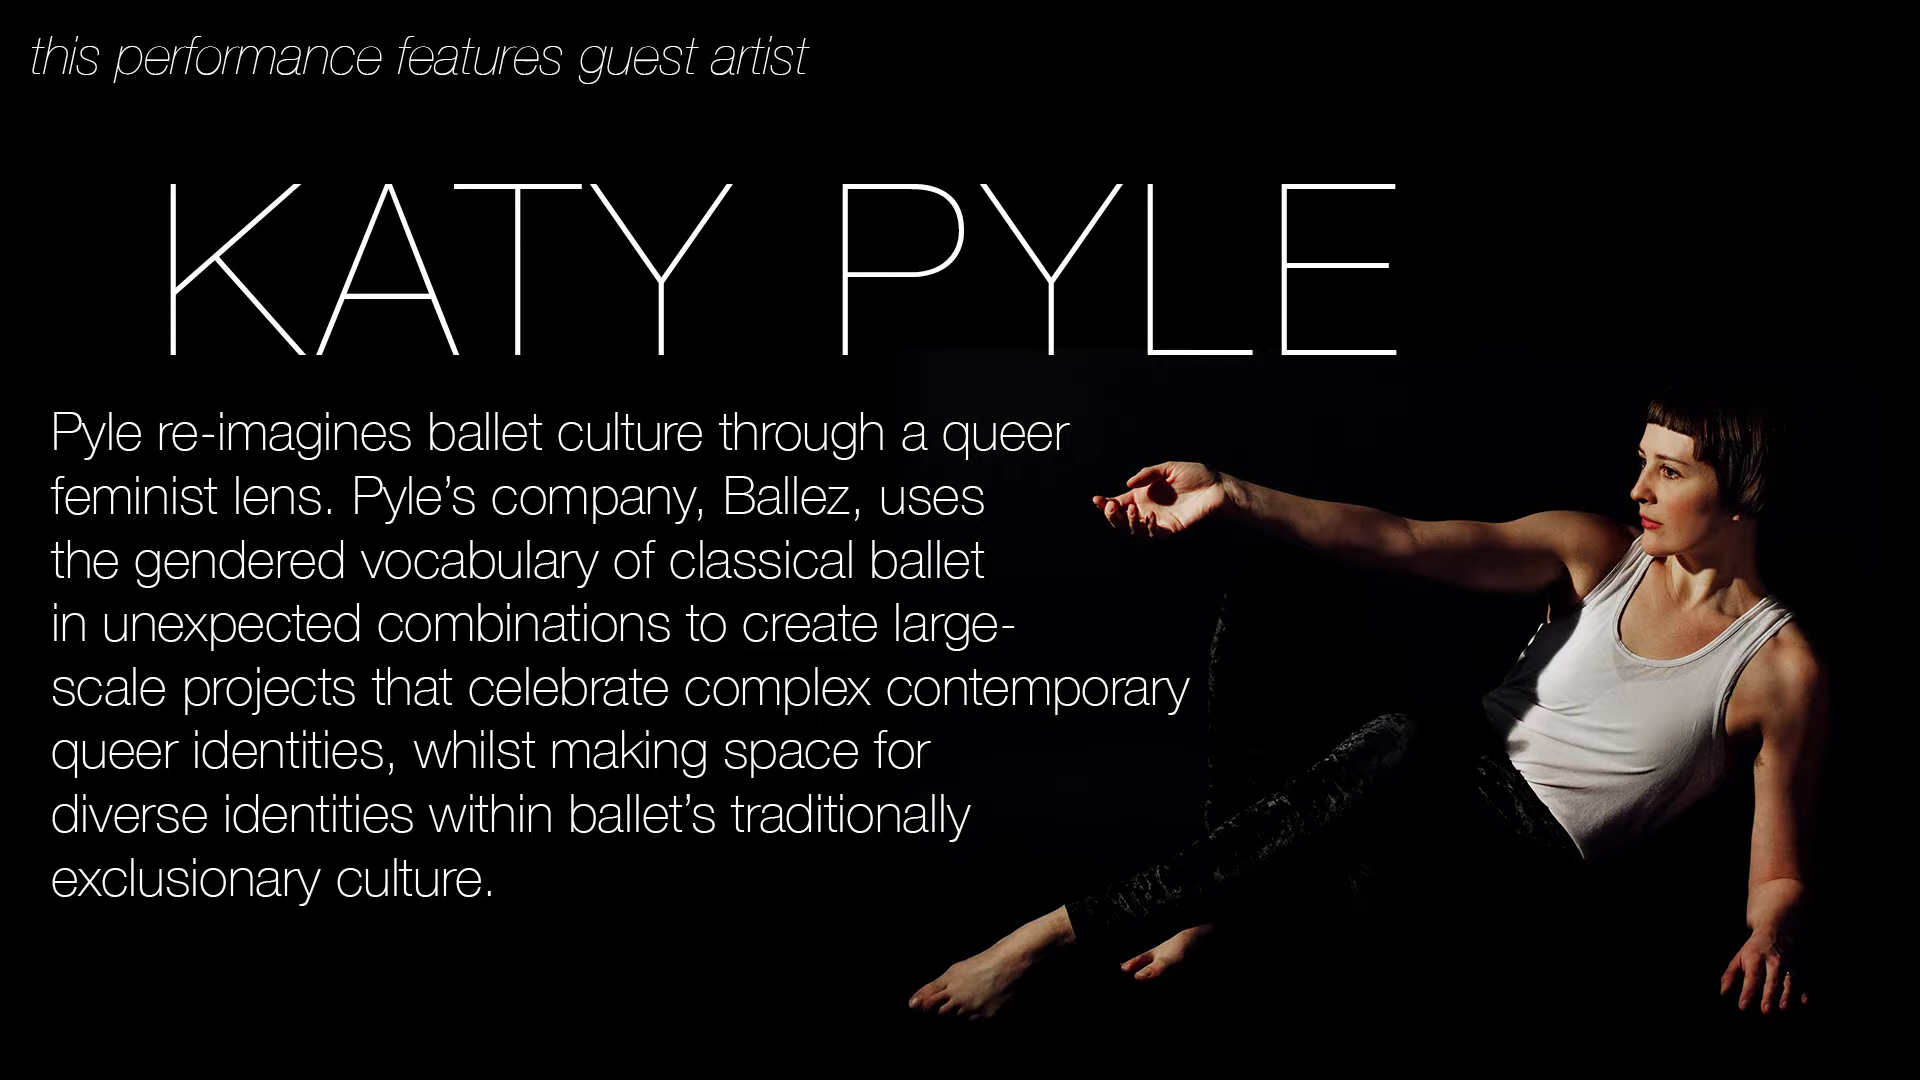 this performance features guest artist
KATY PYLE
Pyle re-imagines ballet culture through a queer
feminist lens. Pyle’s company, Ballez, uses
the gendered vocabulary of classical ballet
in unexpected combinations to create large-
scale projects that celebrate complex contemporary
queer identities, whilst making space for
diverse identities within ballet’s traditionally
exclusionary culture.